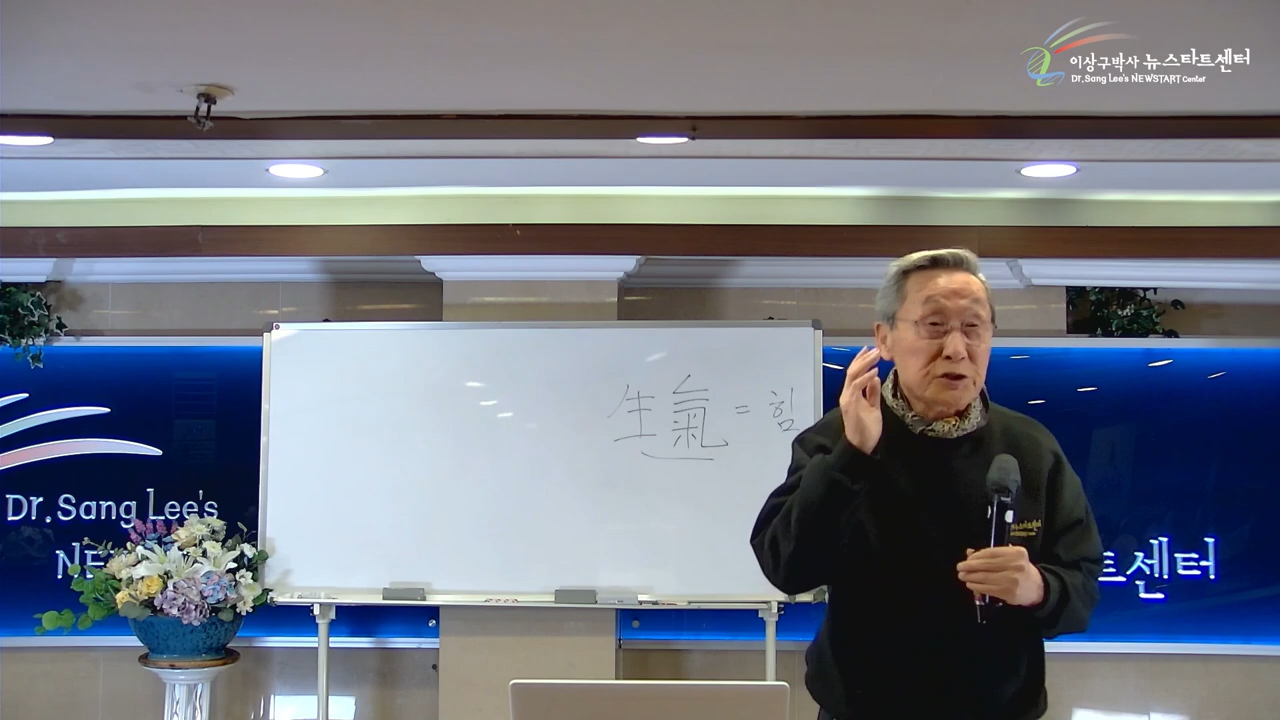 이상구박사 뉴스타트센터
Dr.Sang Lee's NEWSTART Center
生氣 = 힘
Dr.Sang Lee's
NE
트센터